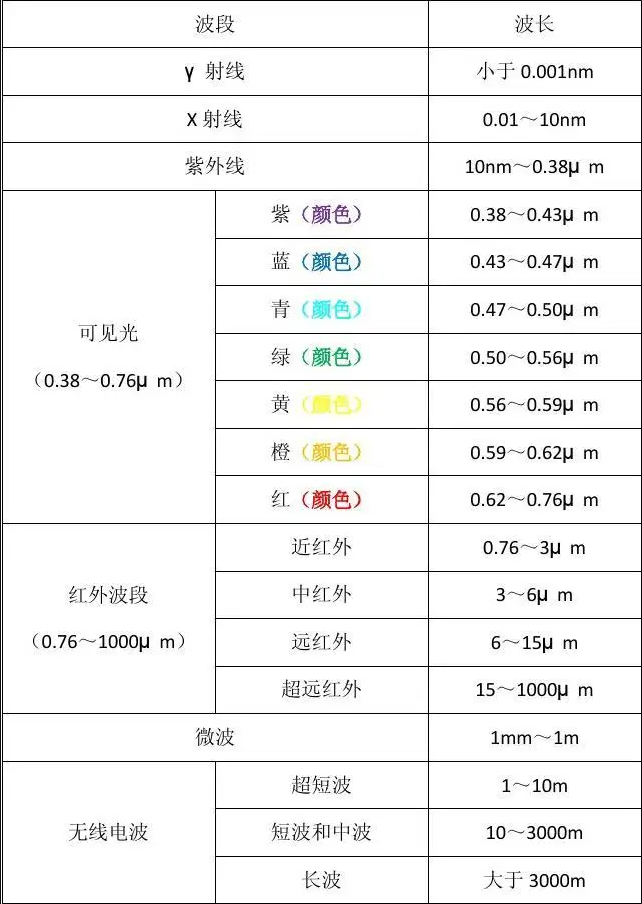 波段 波长
γ 射线 小于 0.001nm
X 射线 0.01～10nm
紫外线 10nm～0.38μ m
可见光
（0.38～0.76μ m）
紫（颜色） 0.38～0.43μ m
蓝（颜色） 0.43～0.47μ m
青（颜色） 0.47～0.50μ m
绿（颜色） 0.50～0.56μ m
黄（颜色） 0.56～0.59μ m
橙（颜色） 0.59～0.62μ m
红（颜色） 0.62～0.76μ m
红外波段
（0.76～1000μ m）
近红外 0.76～3μ m
中红外 3～6μ m
远红外 6～15μ m
超远红外 15～1000μ m
微波 1mm～1m
无线电波
超短波 1～10m
短波和中波 10～3000m
长波 大于 3000m